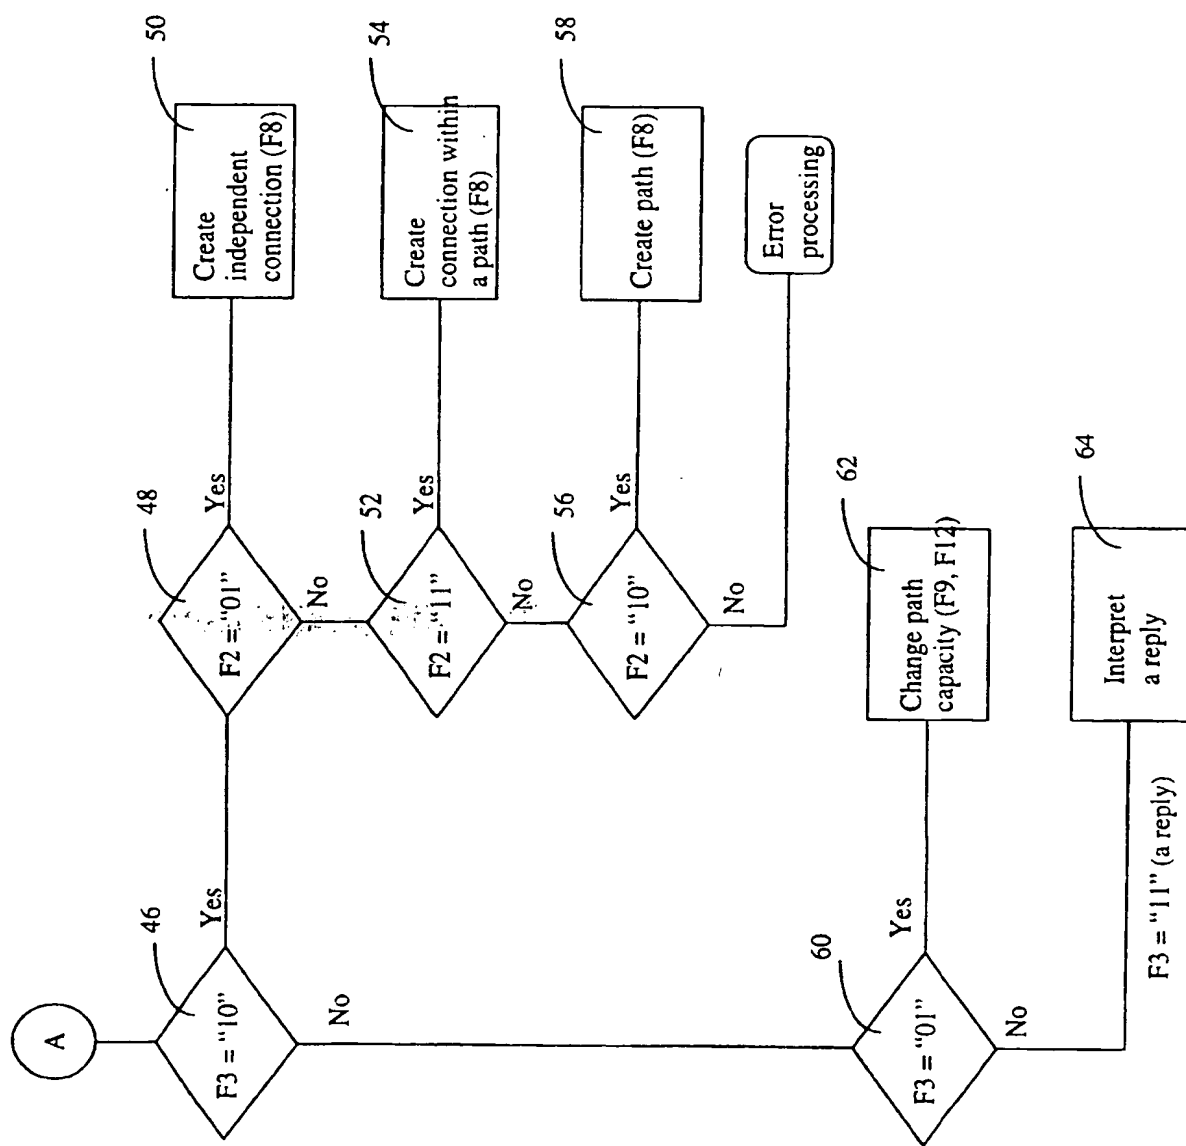 A
46
F3 = “10”
Yes
No
48
F2 = “01”
Yes
No
50
Create
independent
connection (F8)
52
F2 = “11”
Yes
No
54
Create
connection within
a path (F8)
56
F2 = “10”
Yes
No
58
Create path (F8)
Error
processing
60
F3 = “01”
Yes
No
62
Change path
capacity (F9, F12)
F3 = “11” (a reply)
64
Interpret
a reply